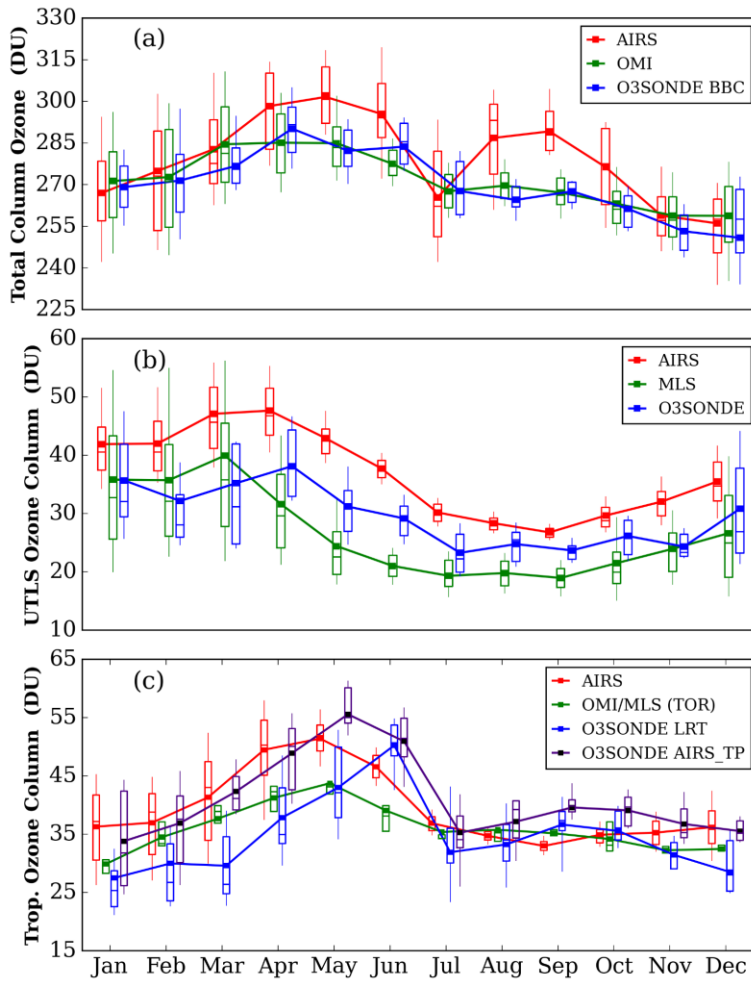 330
315
300
285
270
255
240
225
Total Column Ozone (DU)
(a)
AIRS
OMI
O3SONDE BBC
60
50
40
30
20
10
UTLS Ozone Column (DU)
(b)
AIRS
MLS
O3SONDE
65
55
45
35
25
15
Trop. Ozone Column (DU)
(c)
AIRS
OMI/MLS (TOR)
O3SONDE LRT
O3SONDE AIRS_TP
Jan Feb Mar Apr May Jun Jul Aug Sep Oct Nov Dec